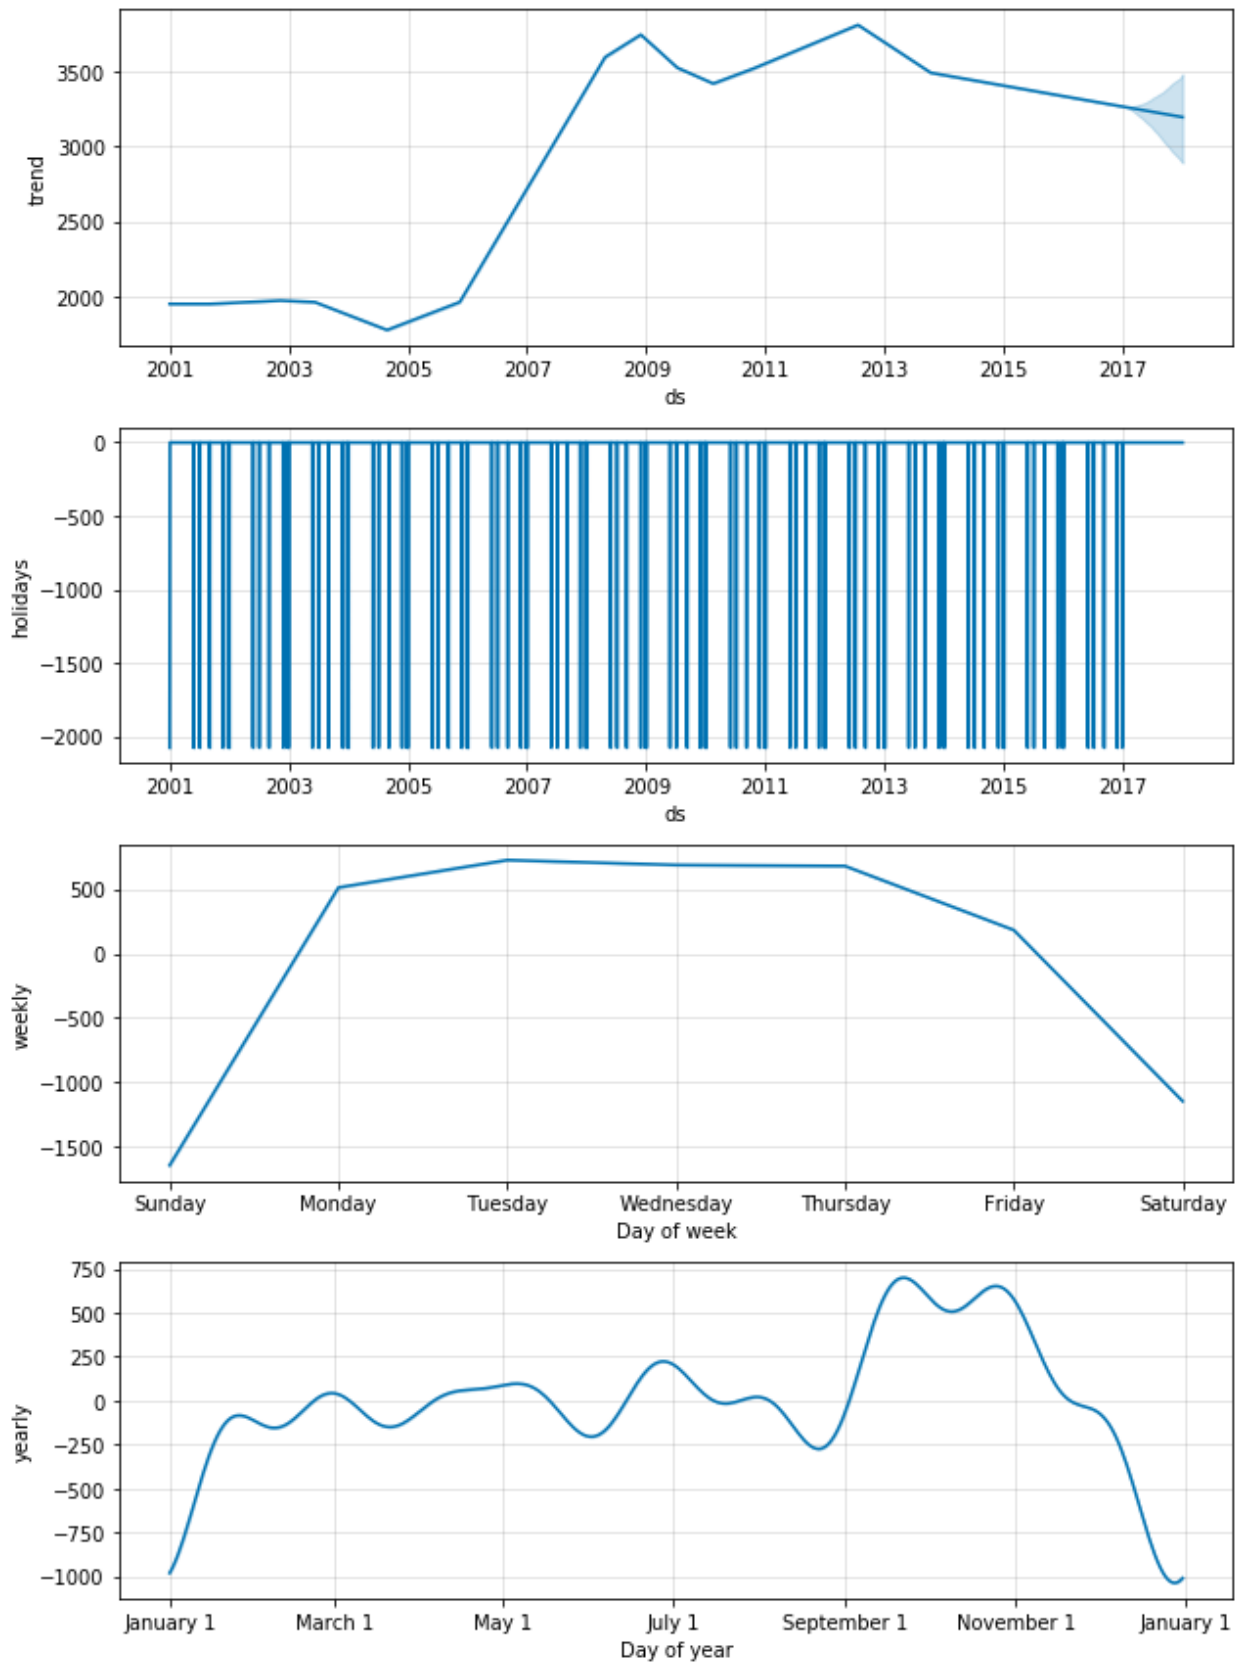 3500
3000
2500
2000
trend
2001 2003 2005 2007 2009 2011 2013 2015 2017
ds
0
−500
−1000
−1500
−2000
holidays
2001 2003 2005 2007 2009 2011 2013 2015 2017
ds
500
0
−500
−1000
−1500
weekly
Sunday Monday Tuesday Wednesday Thursday Friday Saturday
Day of week
750
500
250
0
−250
−500
−750
−1000
yearly
January 1 March 1 May 1 July 1 September 1 November 1 January 1
Day of year